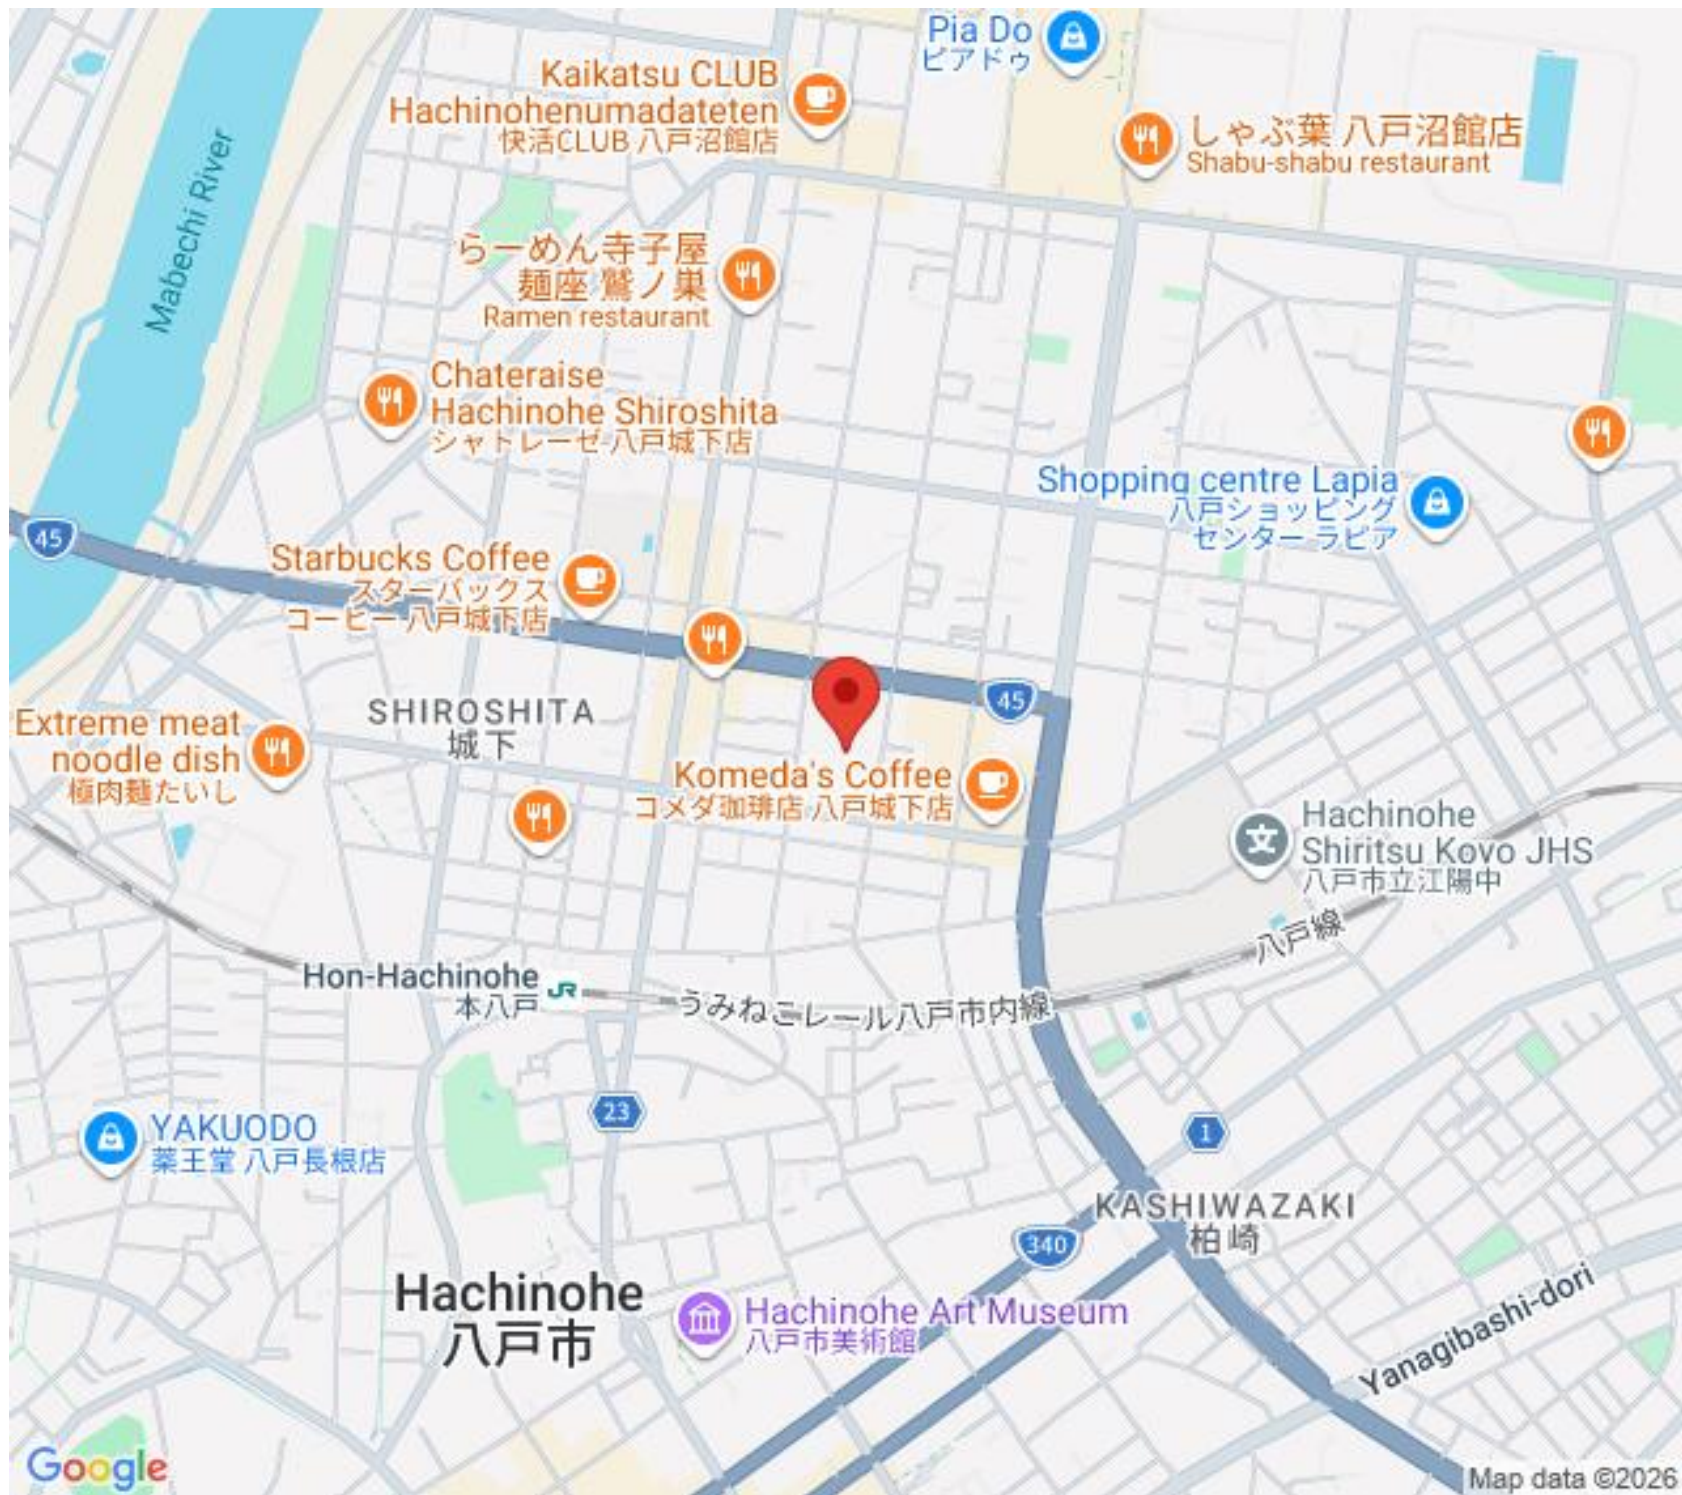 Pia Do
ピアドゥ
Kaikatsu CLUB
Hachinohenumadateten
快活CLUB 八戸沼館店
しゃぶ葉 八戸沼館店
Shabu-shabu restaurant
Mabechi River
らーめん寺子屋
麺座 鷲ノ巣
Ramen restaurant
Chateraise
Hachinohe Shiroshita
シャトレーゼ 八戸城下店
Shopping centre Lapia
八戸ショッピング
センター ラピア
45
Starbucks Coffee
スターバックス
コーヒー 八戸城下店
45
SHIROSHITA
城下
Extreme meat
noodle dish
極肉麺たいし
Komeda's Coffee
コメダ珈琲店 八戸城下店
Hachinohe
Shiritsu Koyo JHS
八戸市立江陽中
文
八戸線
Hon-Hachinohe
本八戸
JR
うみねこレール八戸市内線
23
1
YAKUODO
薬王堂 八戸長根店
KASHIWAZAKI
柏崎
340
Hachinohe
八戸市
Hachinohe Art Museum
八戸市美術館
Yanagibashi-dori
Google
Map data ©2026